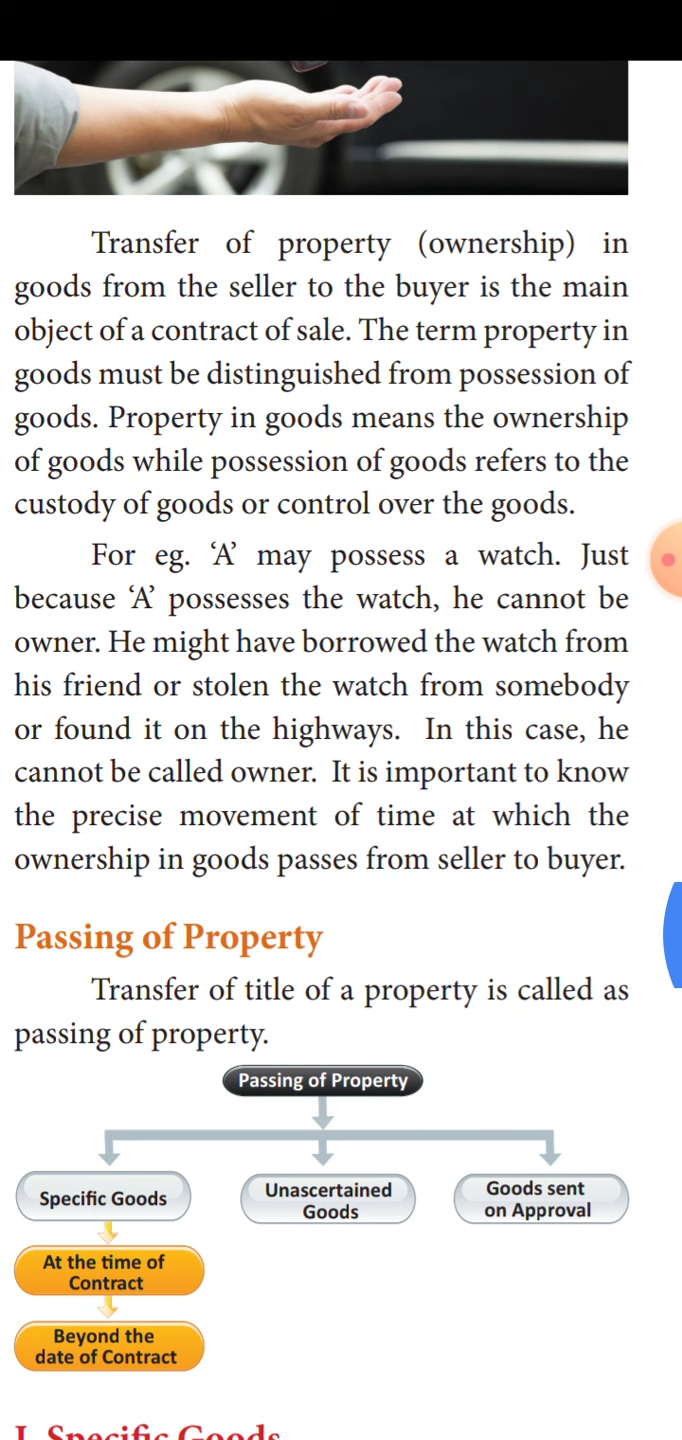 Transfer of property (ownership) in
goods from the seller to the buyer is the main
object of a contract of sale. The term property in
goods must be distinguished from possession of
goods. Property in goods means the ownership
of goods while possession of goods refers to the
custody of goods or control over the goods.
For eg. ‘A’ may possess a watch. Just
because ‘A’ possesses the watch, he cannot be
owner. He might have borrowed the watch from
his friend or stolen the watch from somebody
or found it on the highways. In this case, he
cannot be called owner. It is important to know
the precise movement of time at which the
ownership in goods passes from seller to buyer.
Passing of Property
Transfer of title of a property is called as
passing of property.
Passing of Property
Specific Goods
Unascertained
Goods
Goods sent
on Approval
At the time of
Contract
Beyond the
date of Contract
I. Specific Goods